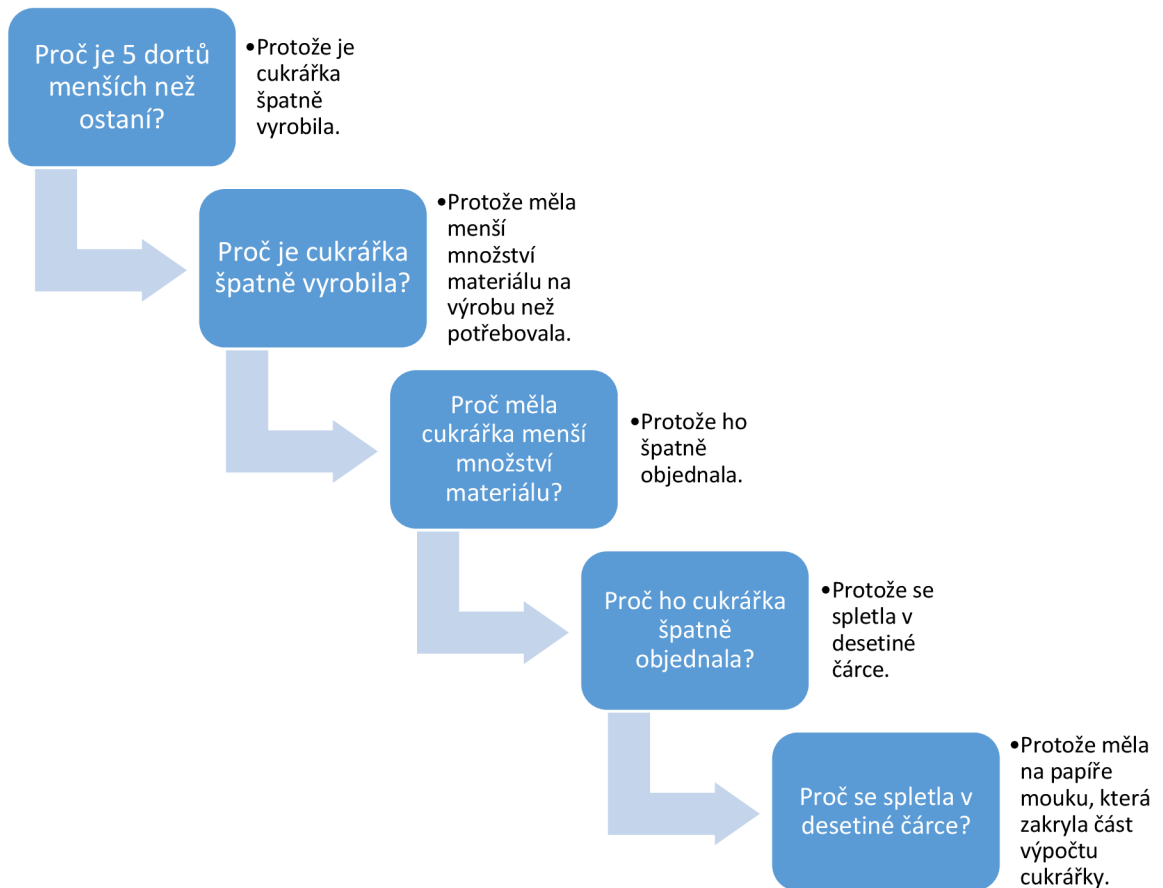 Proč je 5 dortů
menších než
ostaní?
•Protože je
cukrářka
špatně
vyrobila.
Proč je cukrářka
špatně vyrobila?
•Protože měla
menší
množství
materiálu na
výrobu než
potřebovala.
Proč měla
cukrářka menší
množství
materiálu?
•Protože ho
špatně
objednala.
Proč ho cukrářka
špatně
objednala?
•Protože se
spletla v
desetiné
čárce.
Proč se spletla v
desetiné čárce?
•Protože měla
na papíře
mouku, která
zakryla část
výpočtu
cukrářky.